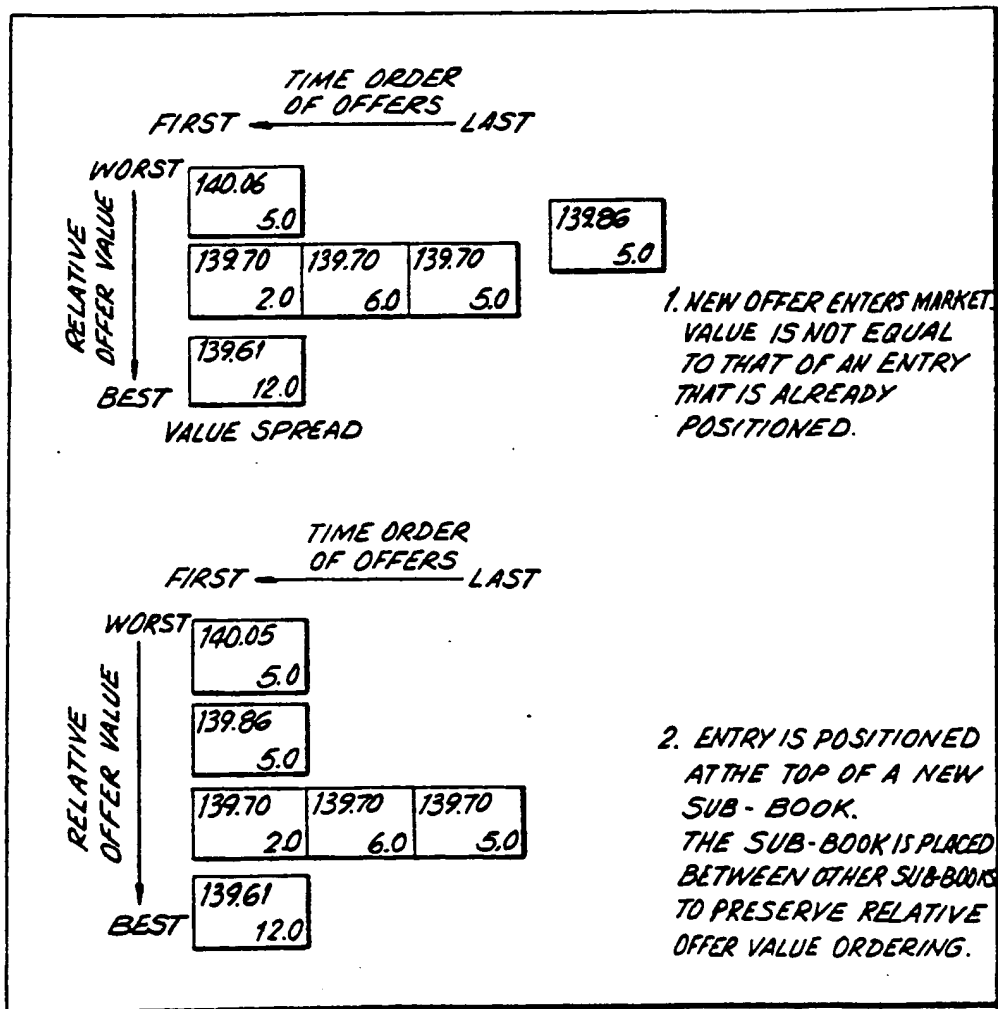 TIME ORDER
OF OFFERS
FIRST LAST
WORST
RELATIVE
OFFER VALUE
BEST
140.06
5.0
139.70 139.70 139.70
2.0 6.0 5.0
139.61
12.0
VALUE SPREAD
139.86
5.0
1. NEW OFFER ENTERS MARKET.
VALUE IS NOT EQUAL
TO THAT OF AN ENTRY
THAT IS ALREADY
POSITIONED.
TIME ORDER
OF OFFERS
FIRST LAST
WORST
RELATIVE
OFFER VALUE
BEST
140.05
5.0
139.86
5.0
139.70 139.70 139.70
2.0 6.0 5.0
139.61
12.0
2. ENTRY IS POSITIONED
AT THE TOP OF A NEW
SUB-BOOK.
THE SUB-BOOK IS PLACED
BETWEEN OTHER SUB-BOOKS
TO PRESERVE RELATIVE
OFFER VALUE ORDERING.